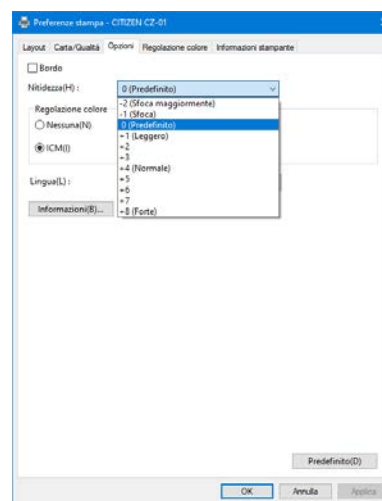 Preferenze stampa - CITIZEN CZ-01
Layout Carta/Qualità Opzioni Regolazione colore Informazioni stampante
Bordo
Nitidezza(H) : 0 (Predefinito)
-2 (Sfoca maggiormente)
-1 (Sfoca)
0 (Predefinito)
+1 (Leggero)
+2
+3
+4 (Normale)
+5
+6
+7
+8 (Forte)
Regolazione colore
Nessuna(N)
ICM(I)
Lingua(L) :
Informazioni(B)...
Predefinito(D)
OK Annulla Applica